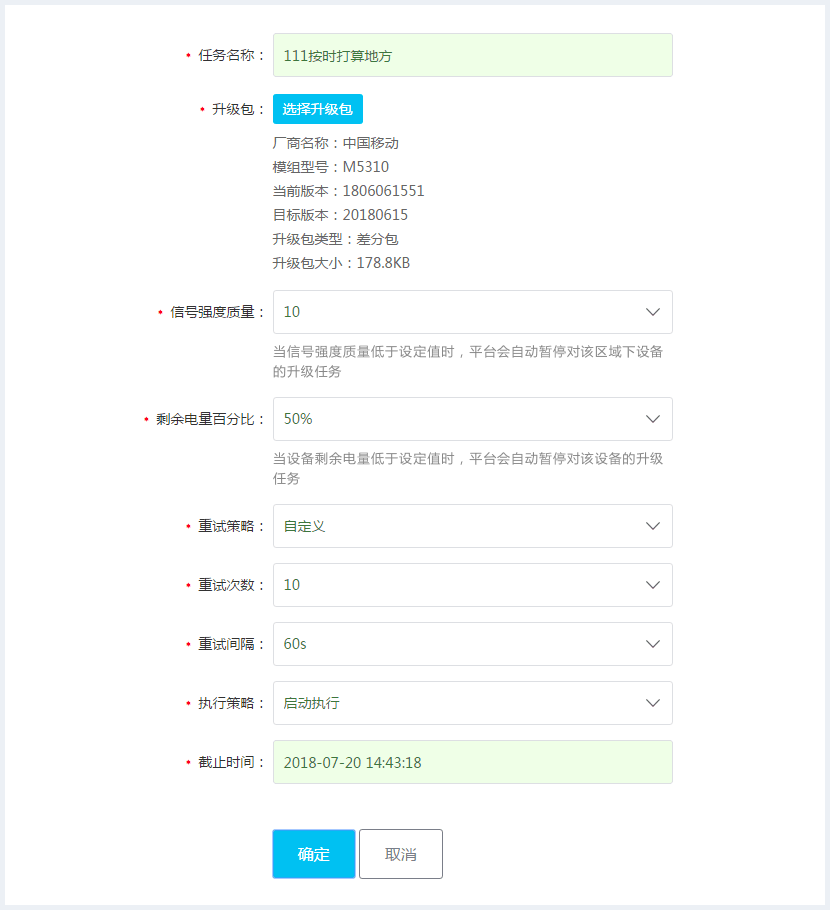 * 任务名称： 111按时打算地方
* 升级包： 选择升级包
厂商名称：中国移动
模组型号：M5310
当前版本：1806061551
目标版本：20180615
升级包类型：差分包
升级包大小：178.8KB
* 信号强度质量： 10
当信号强度质量低于设定值时，平台会自动暂停对该区域下设备
的升级任务
* 剩余电量百分比： 50%
当设备剩余电量低于设定值时，平台会自动暂停对该设备的升级
任务
* 重试策略： 自定义
* 重试次数： 10
* 重试间隔： 60s
* 执行策略： 启动执行
* 截止时间： 2018-07-20 14:43:18
确定 取消